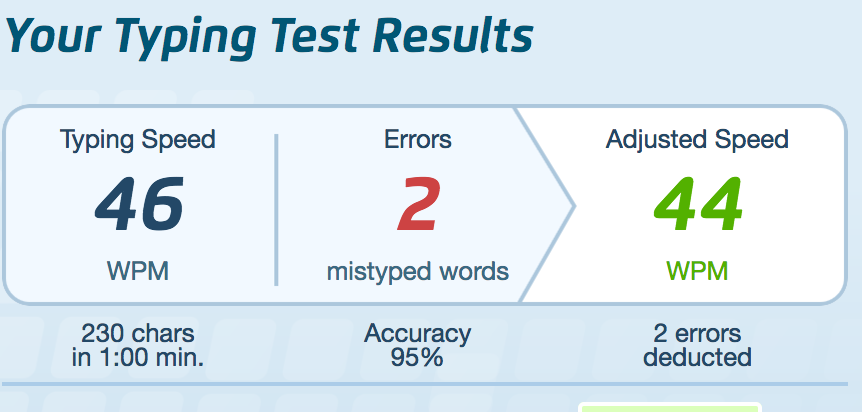 Your Typing Test Results
Typing Speed
46
WPM
230 chars
in 1:00 min.
Errors
2
mistyped words
Accuracy
95%
Adjusted Speed
44
WPM
2 errors
deducted